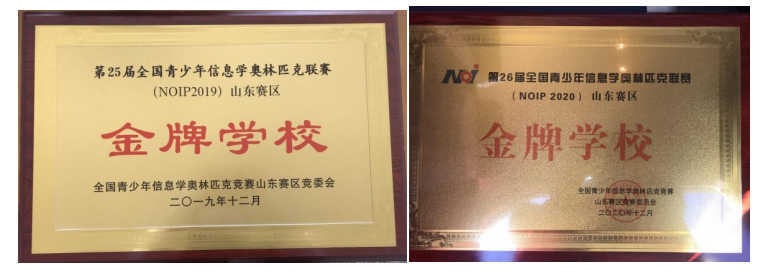 第25届全国青少年信息学奥林匹克联赛
(NOIP2019) 山东赛区
金牌学校
全国青少年信息学奥林匹克竞赛山东赛区竞委会
二〇一九年十二月
NOI 第26届全国青少年信息学奥林匹克联赛
(NOIP 2020) 山东赛区
金牌学校
全国青少年信息学奥林匹克竞赛
山东赛区竞赛委员会
二〇二〇年十二月